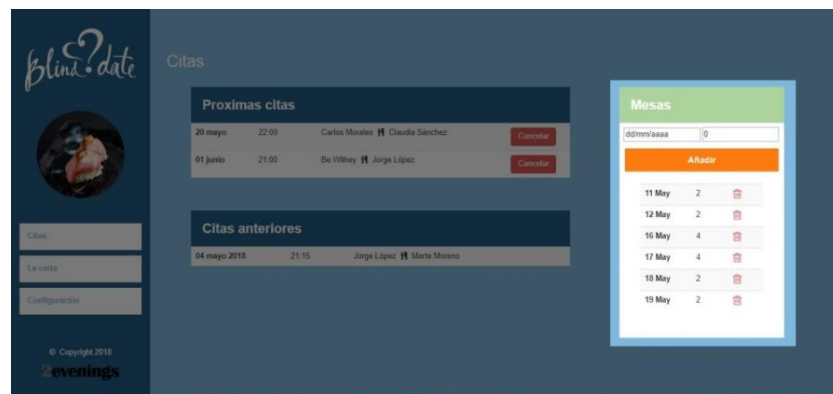 Blind? date
Citas
Proximas citas
20 mayo 22:00 Carlos Morales Claudia Sánchez Cancelar
01 junio 21:00 Be Withey Jorge López Cancelar
Citas anteriores
04 mayo 2018 21:15 Jorge López Marta Moreno
Citas
La carta
Configuración
© Copyright 2018
2evenings
Mesas
dd/mm/aaaa 0
Añadir
11 May 2
12 May 2
16 May 4
17 May 4
18 May 2
19 May 2